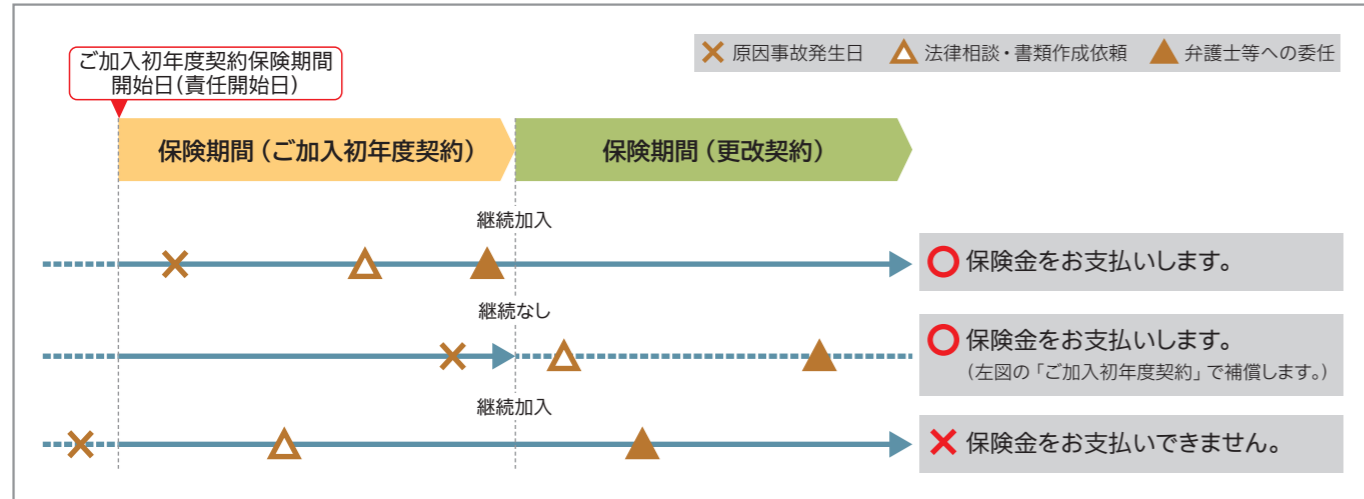 ご加入初年度契約保険期間
開始日(責任開始日)
原因事故発生日 法律相談・書類作成依頼 弁護士等への委任
保険期間（ご加入初年度契約）
保険期間（更改契約）
継続加入
保険金をお支払いします。
継続なし
保険金をお支払いします。
（左図の「ご加入初年度契約」で補償します。）
継続加入
保険金をお支払いできません。